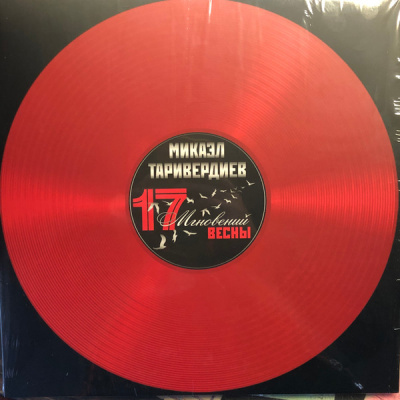 МИКАЭЛ
ТАРИВЕРДИЕВ
17 Мгновений
ВЕСНЫ